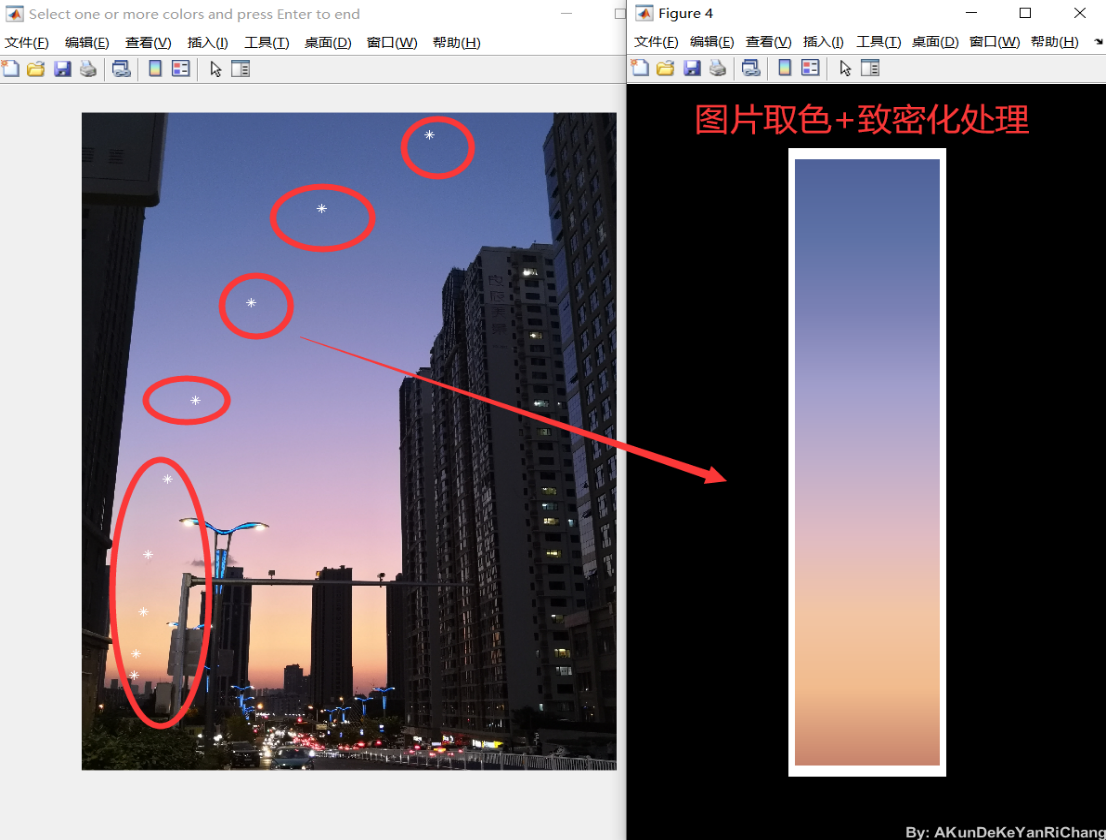 Select one or more colors and press Enter to end
文件(F) 编辑(E) 查看(V) 插入(I) 工具(T) 桌面(D) 窗口(W) 帮助(H)
Figure 4
文件(F) 编辑(E) 查看(V) 插入(I) 工具(T) 桌面(D) 窗口(W) 帮助(H)
图片取色+致密化处理
By: AKunDeKeYanRiChang